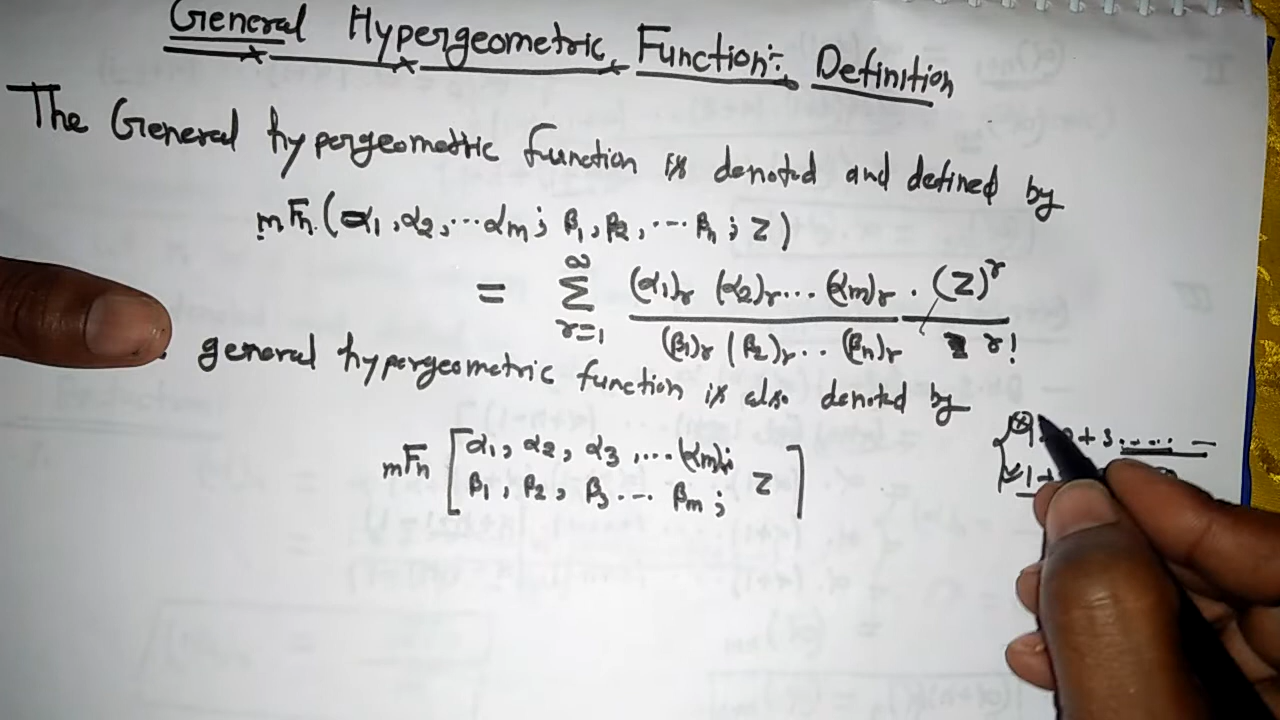 General Hypergeometric Function:- Definition
The General hypergeometric function is denoted and defined by
mFn (α1, α2, ... αm; β1, β2, ... βn; z)
= ∞ Σ r=1 (α1)r (α2)r... (αm)r . (z)^r
(β1)r (β2)r .. (βn)r r!
general hypergeometric function is also denoted by
mFn [ α1, α2, α3, ... (αm);
β1, β2, β3 ... βm; z ]
+ 3 ......
1+